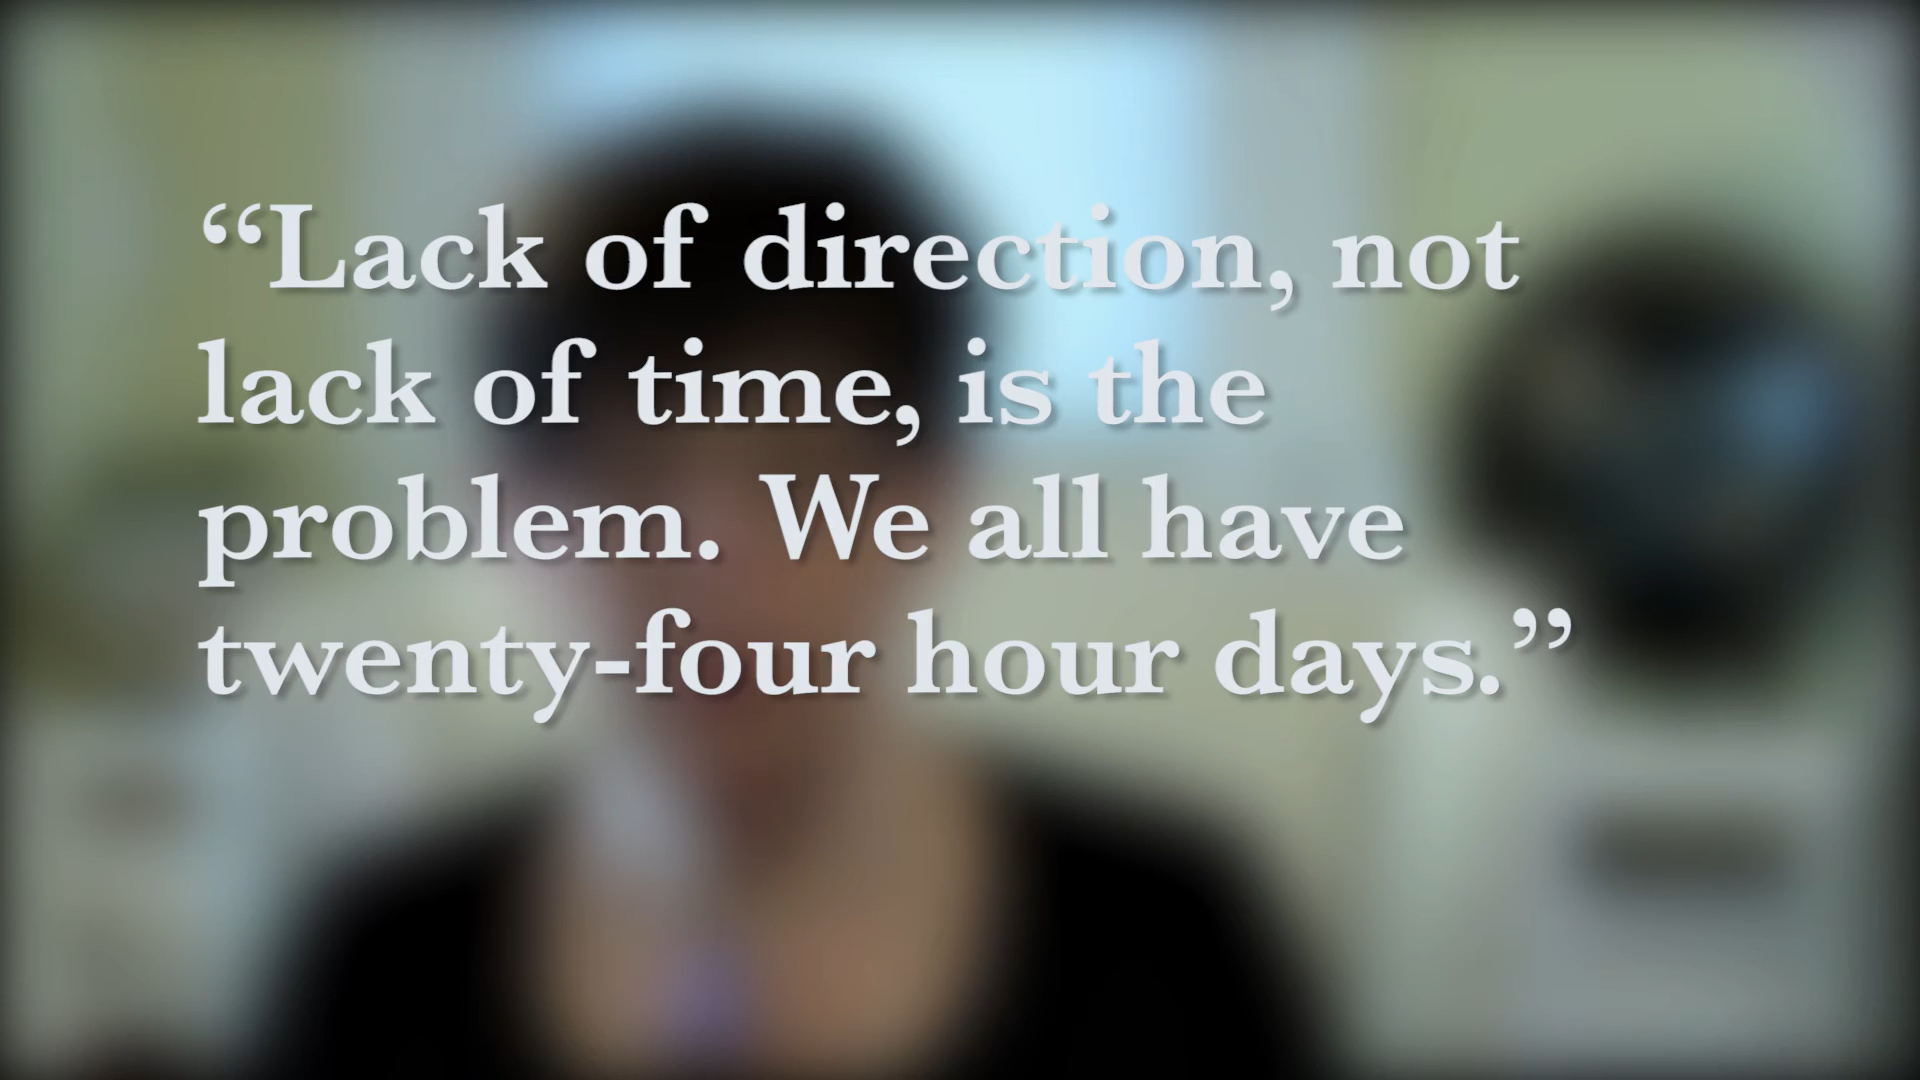 “Lack of direction, not
lack of time, is the
problem. We all have
twenty-four hour days.”